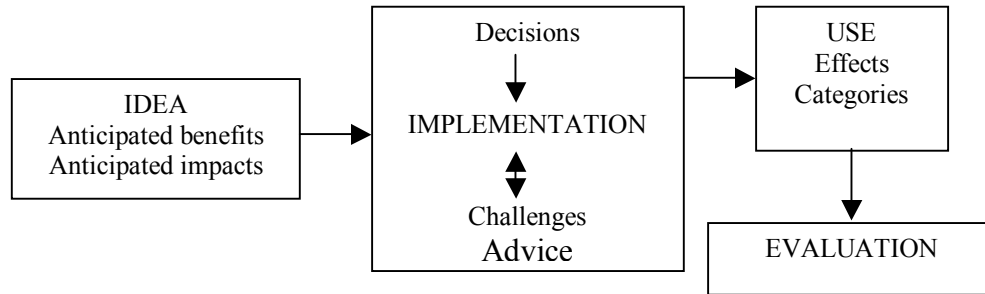 IDEA
Anticipated benefits
Anticipated impacts
Decisions
IMPLEMENTATION
Challenges
Advice
USE
Effects
Categories
EVALUATION